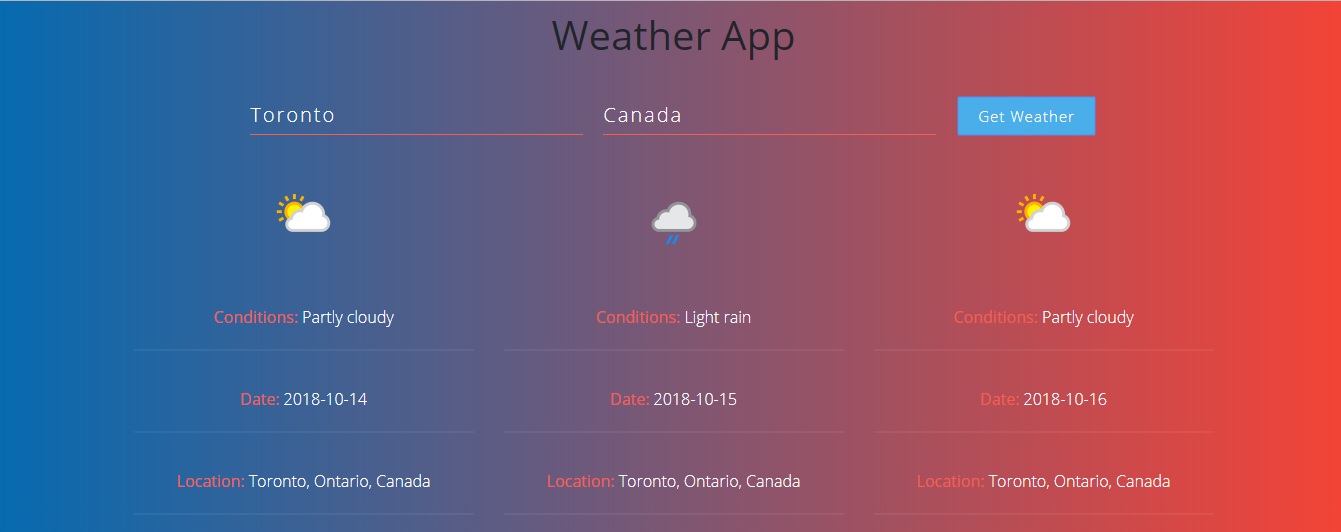 Weather App
Toronto Canada Get Weather
Conditions: Partly cloudy Conditions: Light rain Conditions: Partly cloudy
Date: 2018-10-14 Date: 2018-10-15 Date: 2018-10-16
Location: Toronto, Ontario, Canada Location: Toronto, Ontario, Canada Location: Toronto, Ontario, Canada